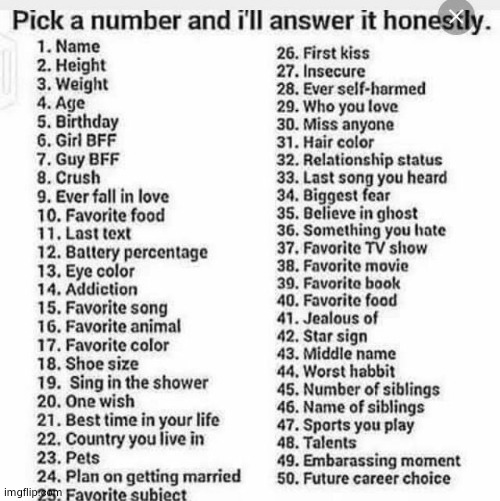 Pick a number and i'll answer it honestly.
1. Name
2. Height
3. Weight
4. Age
5. Birthday
6. Girl BFF
7. Guy BFF
8. Crush
9. Ever fall in love
10. Favorite food
11. Last text
12. Battery percentage
13. Eye color
14. Addiction
15. Favorite song
16. Favorite animal
17. Favorite color
18. Shoe size
19. Sing in the shower
20. One wish
21. Best time in your life
22. Country you live in
23. Pets
24. Plan on getting married
25. Favorite subject
26. First kiss
27. Insecure
28. Ever self-harmed
29. Who you love
30. Miss anyone
31. Hair color
32. Relationship status
33. Last song you heard
34. Biggest fear
35. Believe in ghost
36. Something you hate
37. Favorite TV show
38. Favorite movie
39. Favorite book
40. Favorite food
41. Jealous of
42. Star sign
43. Middle name
44. Worst habbit
45. Number of siblings
46. Name of siblings
47. Sports you play
48. Talents
49. Embarassing moment
50. Future career choice
imgflip.com